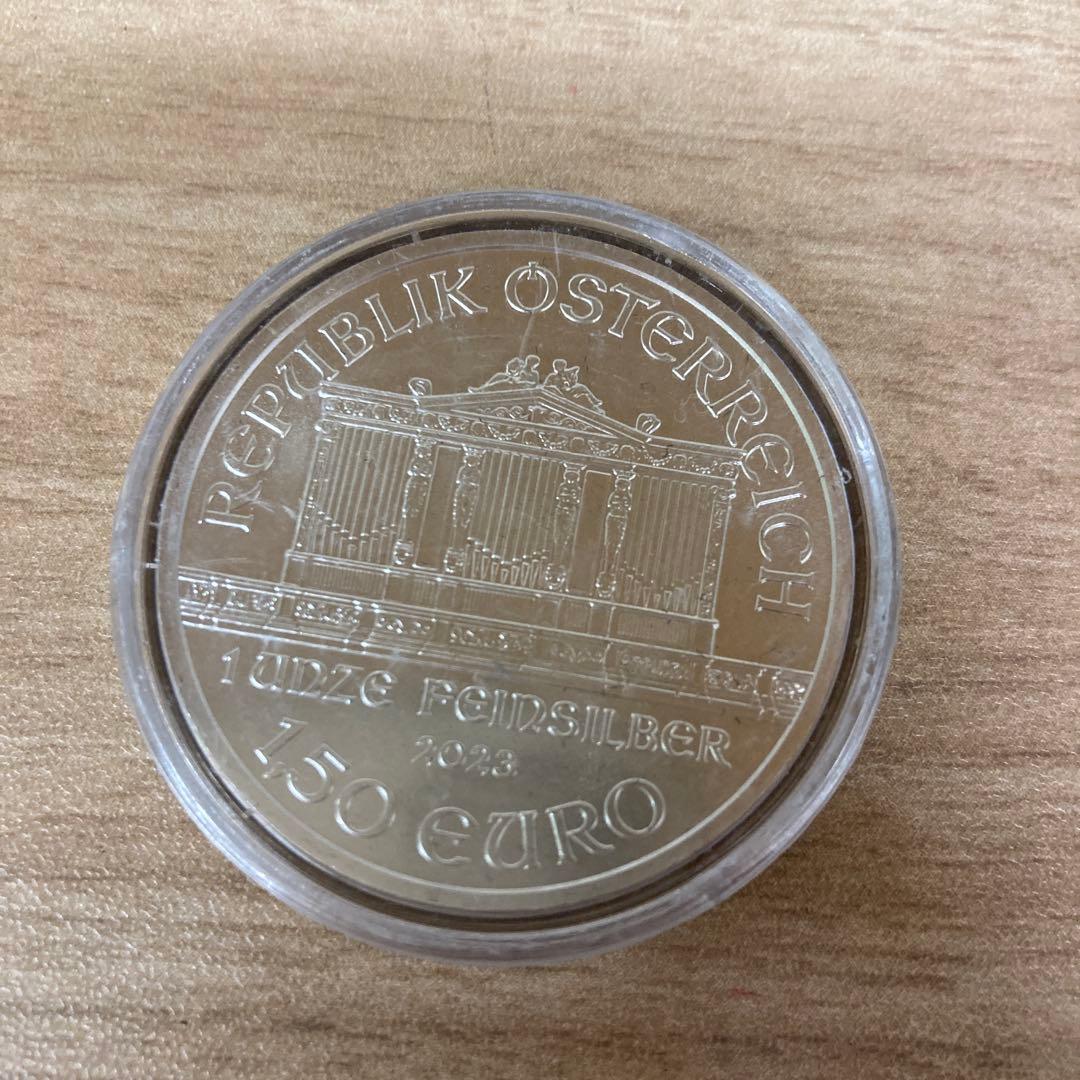 REPUBLIK ÖSTERREICH
1 UNZE FEINSILBER
2023
1,50 EURO